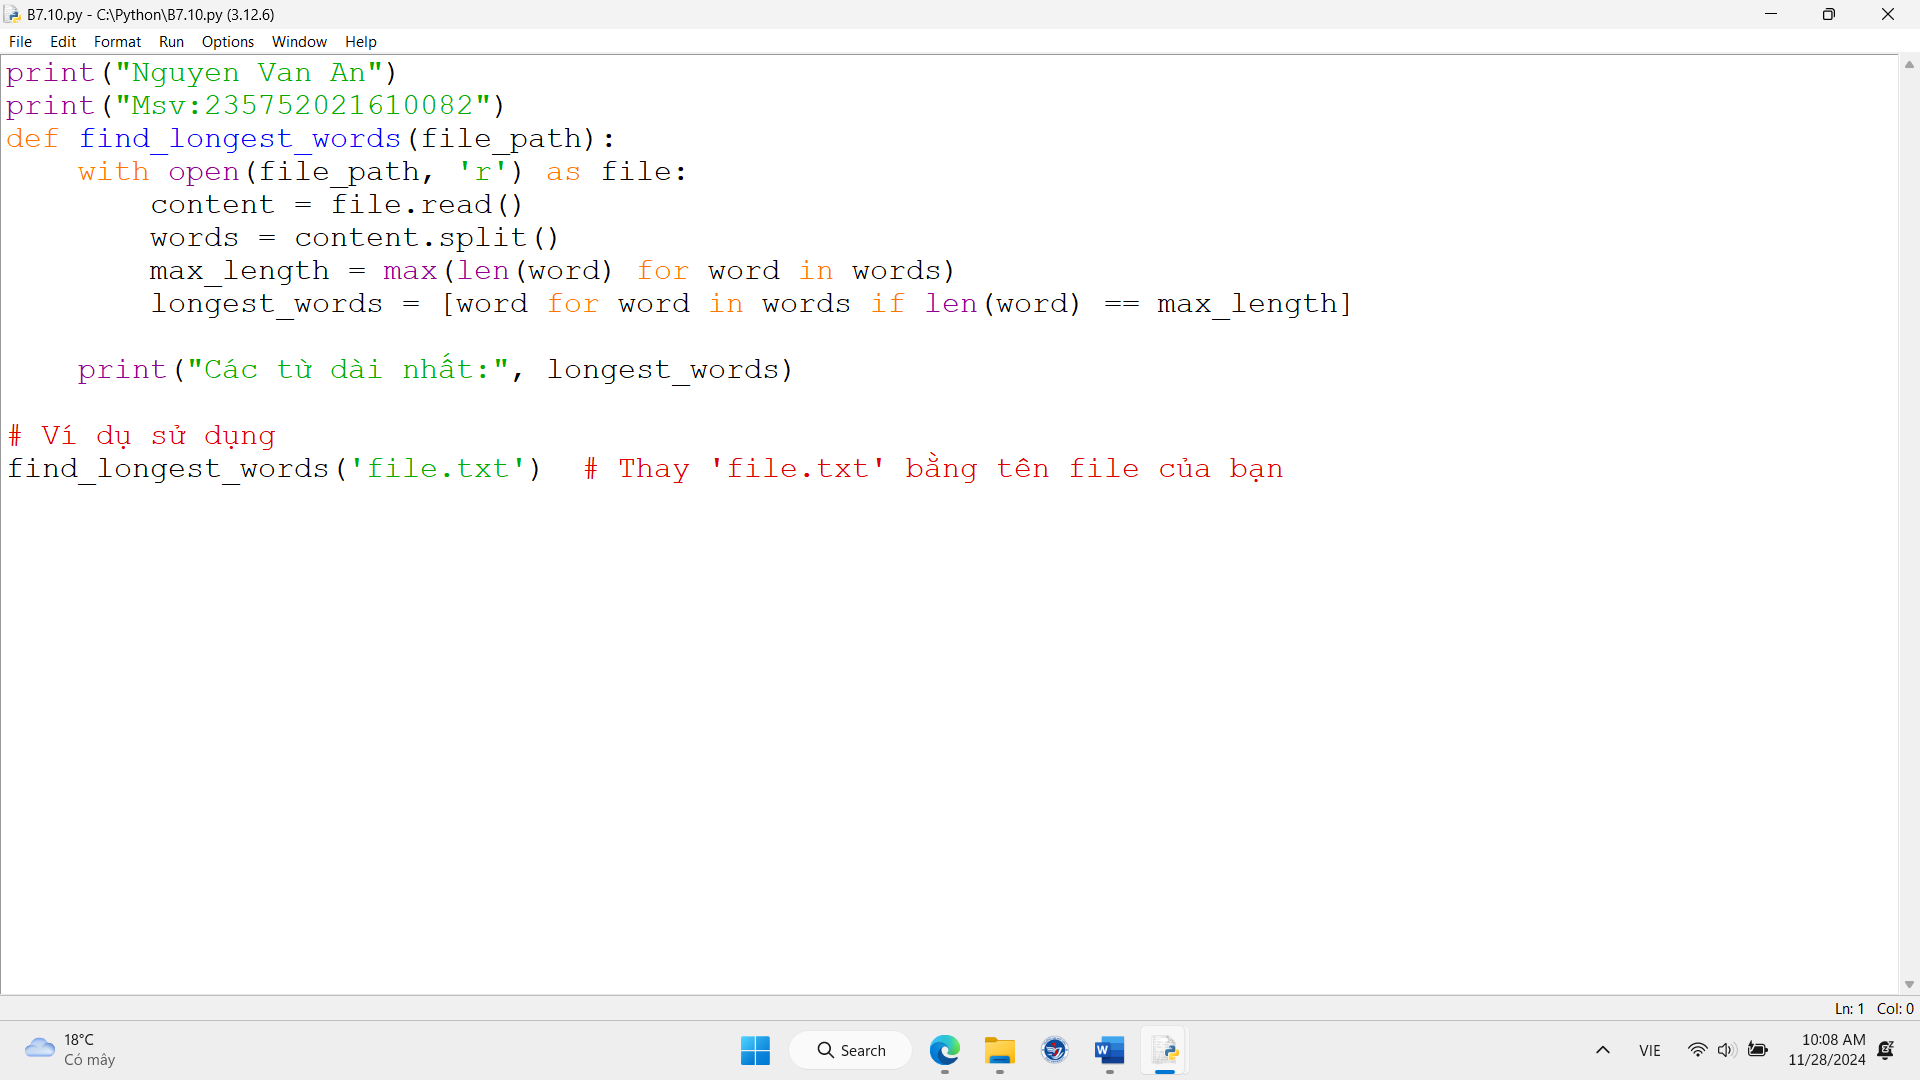 B7.10.py - C:\Python\B7.10.py (3.12.6)
File Edit Format Run Options Window Help
print("Nguyen Van An")
print("Msv:235752021610082")
def find_longest_words(file_path):
    with open(file_path, 'r') as file:
        content = file.read()
        words = content.split()
        max_length = max(len(word) for word in words)
        longest_words = [word for word in words if len(word) == max_length]
    print("Các từ dài nhất:", longest_words)
# Ví dụ sử dụng
find_longest_words('file.txt')  # Thay 'file.txt' bằng tên file của bạn
Ln: 1 Col: 0
18°C
Có mây
Search
VIE
10:08 AM
11/28/2024